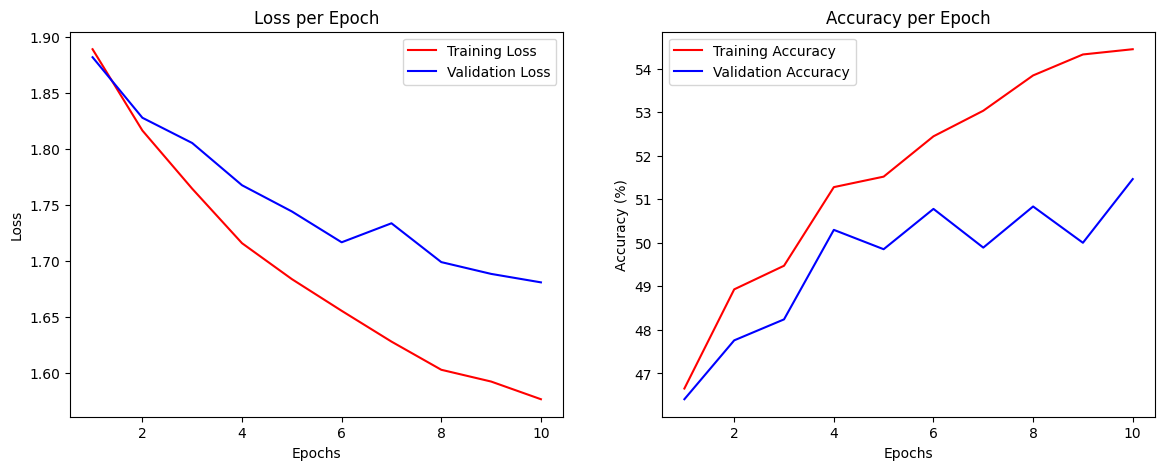 Loss per Epoch
1.90
1.85
1.80
1.75
1.70
1.65
1.60
Loss
2 4 6 8 10
Epochs
Training Loss
Validation Loss
Accuracy per Epoch
54
53
52
51
50
49
48
47
Accuracy (%)
2 4 6 8 10
Epochs
Training Accuracy
Validation Accuracy